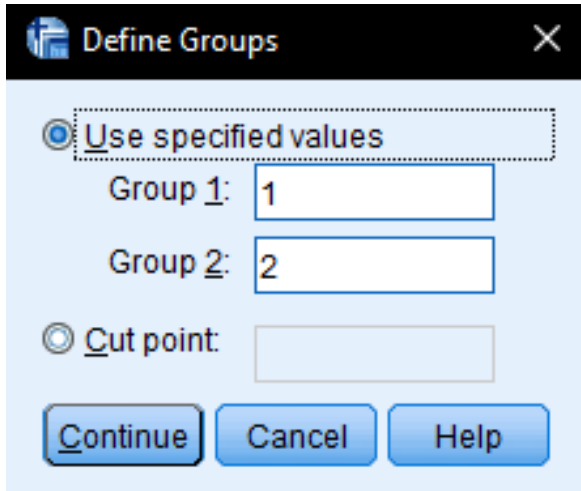 Define Groups
Use specified values
Group 1: 1
Group 2: 2
Cut point:
Continue Cancel Help